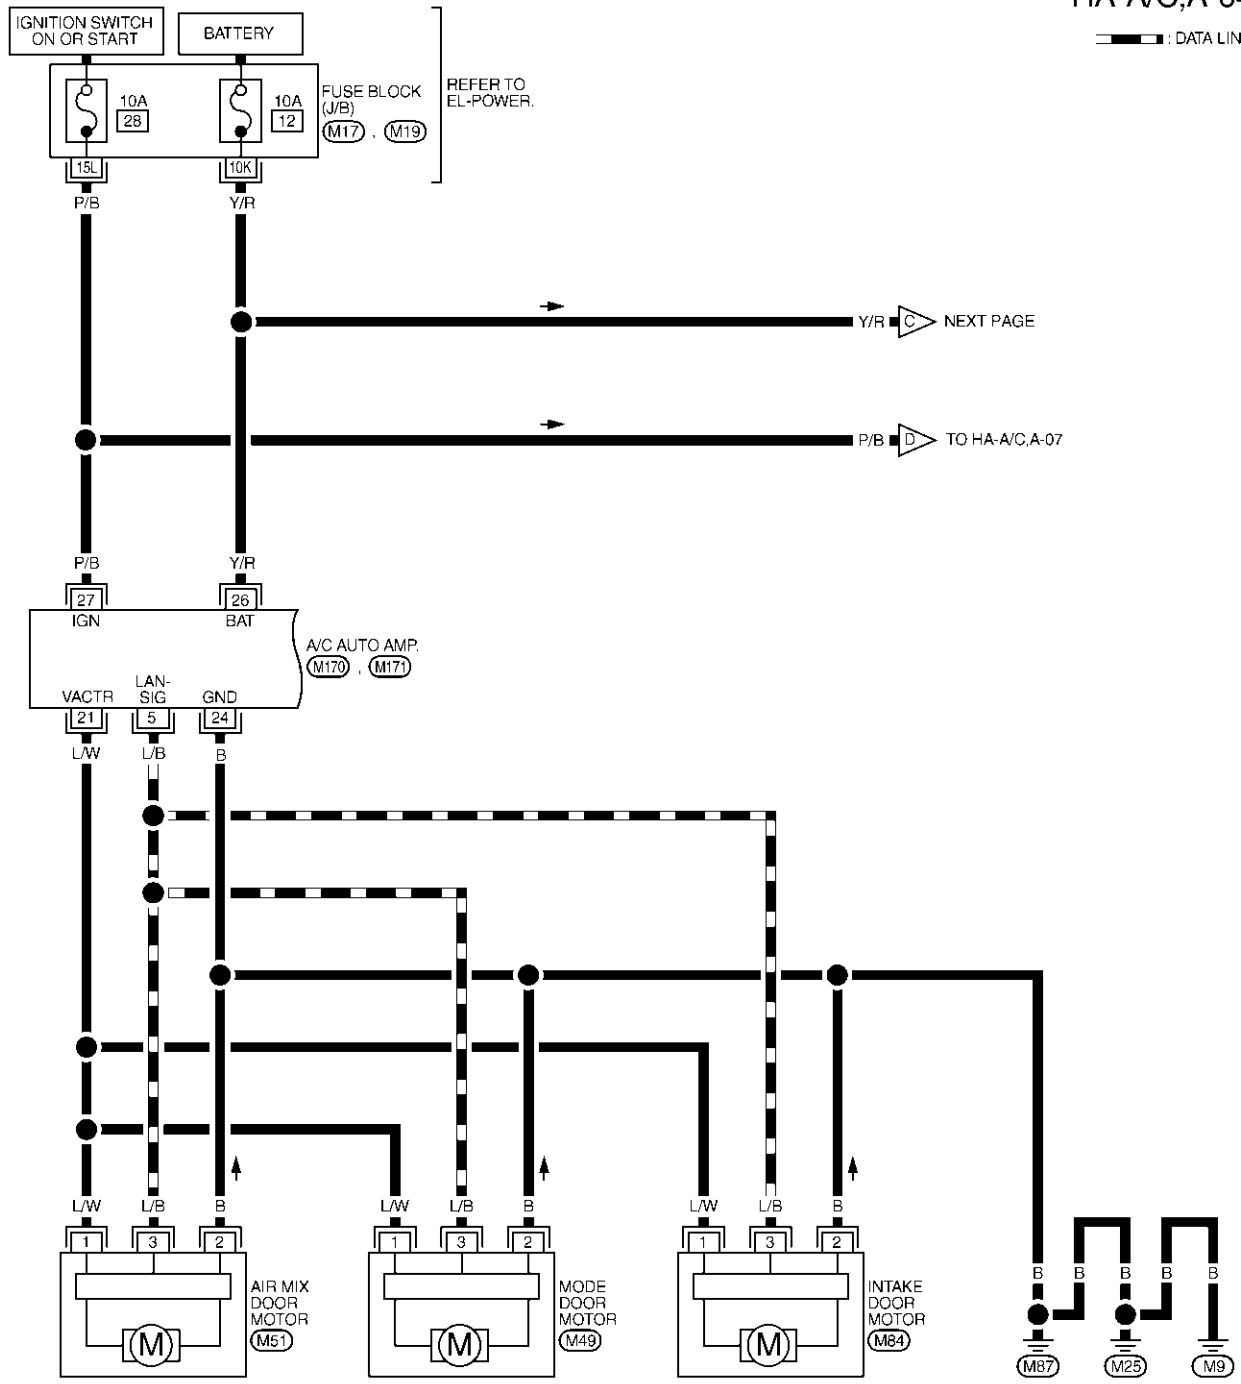 HA-A/C,A-0
: DATA LIN
IGNITION SWITCH
ON OR START
BATTERY
REFER TO
EL-POWER.
10A
28
10A
12
FUSE BLOCK
(J/B)
M17 , M19
15L
10K
P/B
Y/R
Y/R
C
NEXT PAGE
P/B
D
TO HA-A/C,A-07
P/B
Y/R
27
26
IGN
BAT
A/C AUTO AMP.
M170 , M171
VACTR
LAN-
SIG
GND
21
5
24
L/W
L/B
B
L/W
L/B
B
L/W
L/B
B
L/W
L/B
B
1
3
2
1
3
2
1
3
2
AIR MIX
DOOR
MOTOR
M51
M
MODE
DOOR
MOTOR
M49
M
INTAKE
DOOR
MOTOR
M84
M
B
B
B
B
B
M87
M25
M9